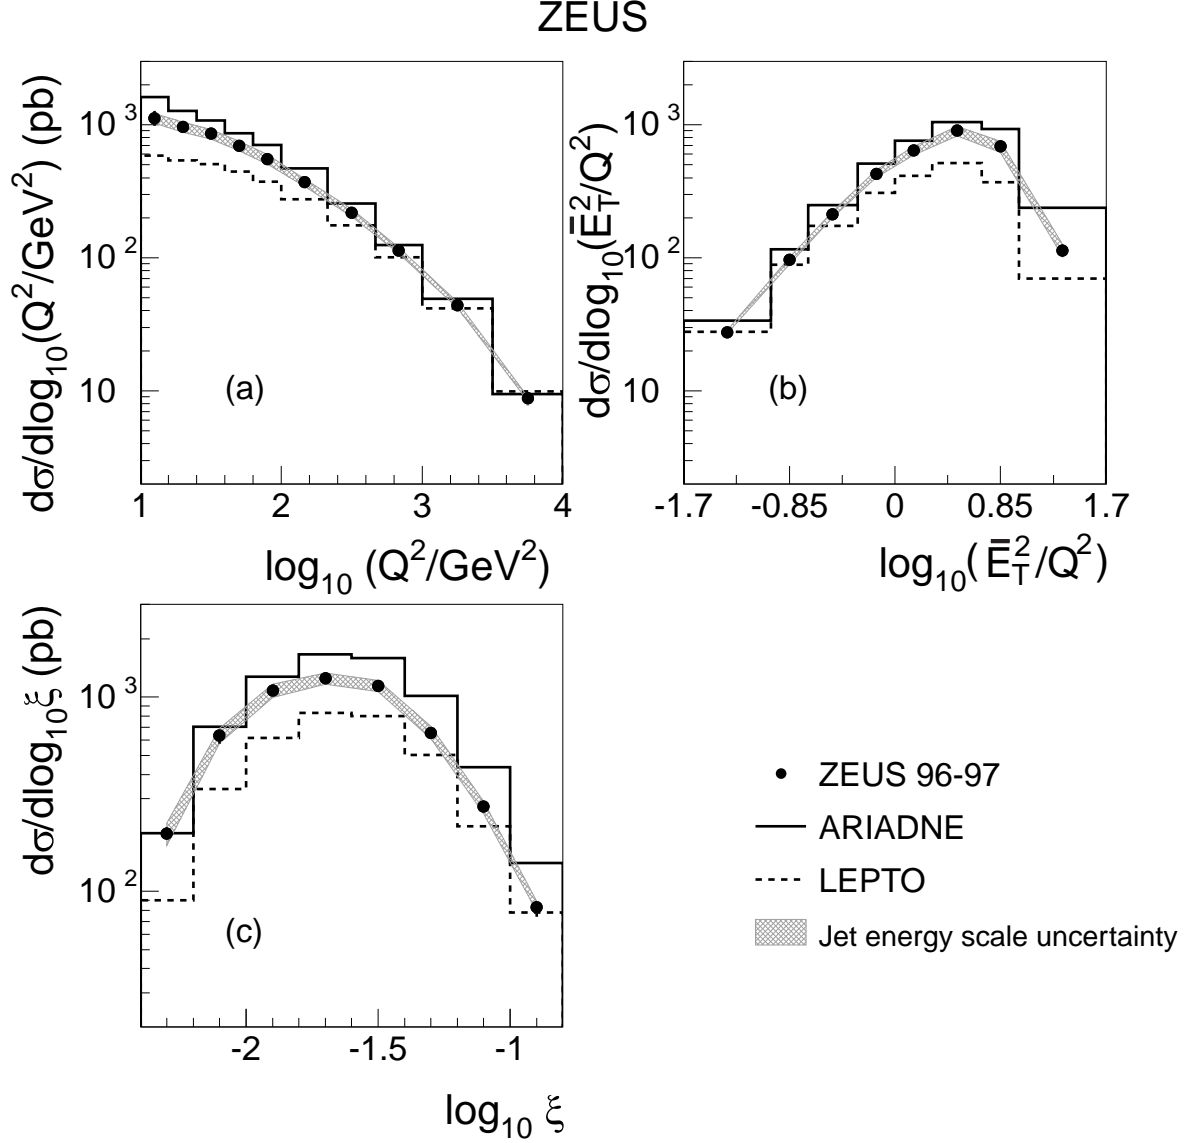 ZEUS
dσ/dlog₁₀(Q²/GeV²) (pb)
10³
10²
10
(a)
1 2 3 4
log₁₀ (Q²/GeV²)
dσ/dlog₁₀(Ē²_T/Q²)
10³
10²
10
(b)
-1.7 -0.85 0 0.85 1.7
log₁₀(Ē²_T/Q²)
dσ/dlog₁₀ξ (pb)
10³
10²
(c)
-2 -1.5 -1
log₁₀ ξ
ZEUS 96-97
ARIADNE
LEPTO
Jet energy scale uncertainty